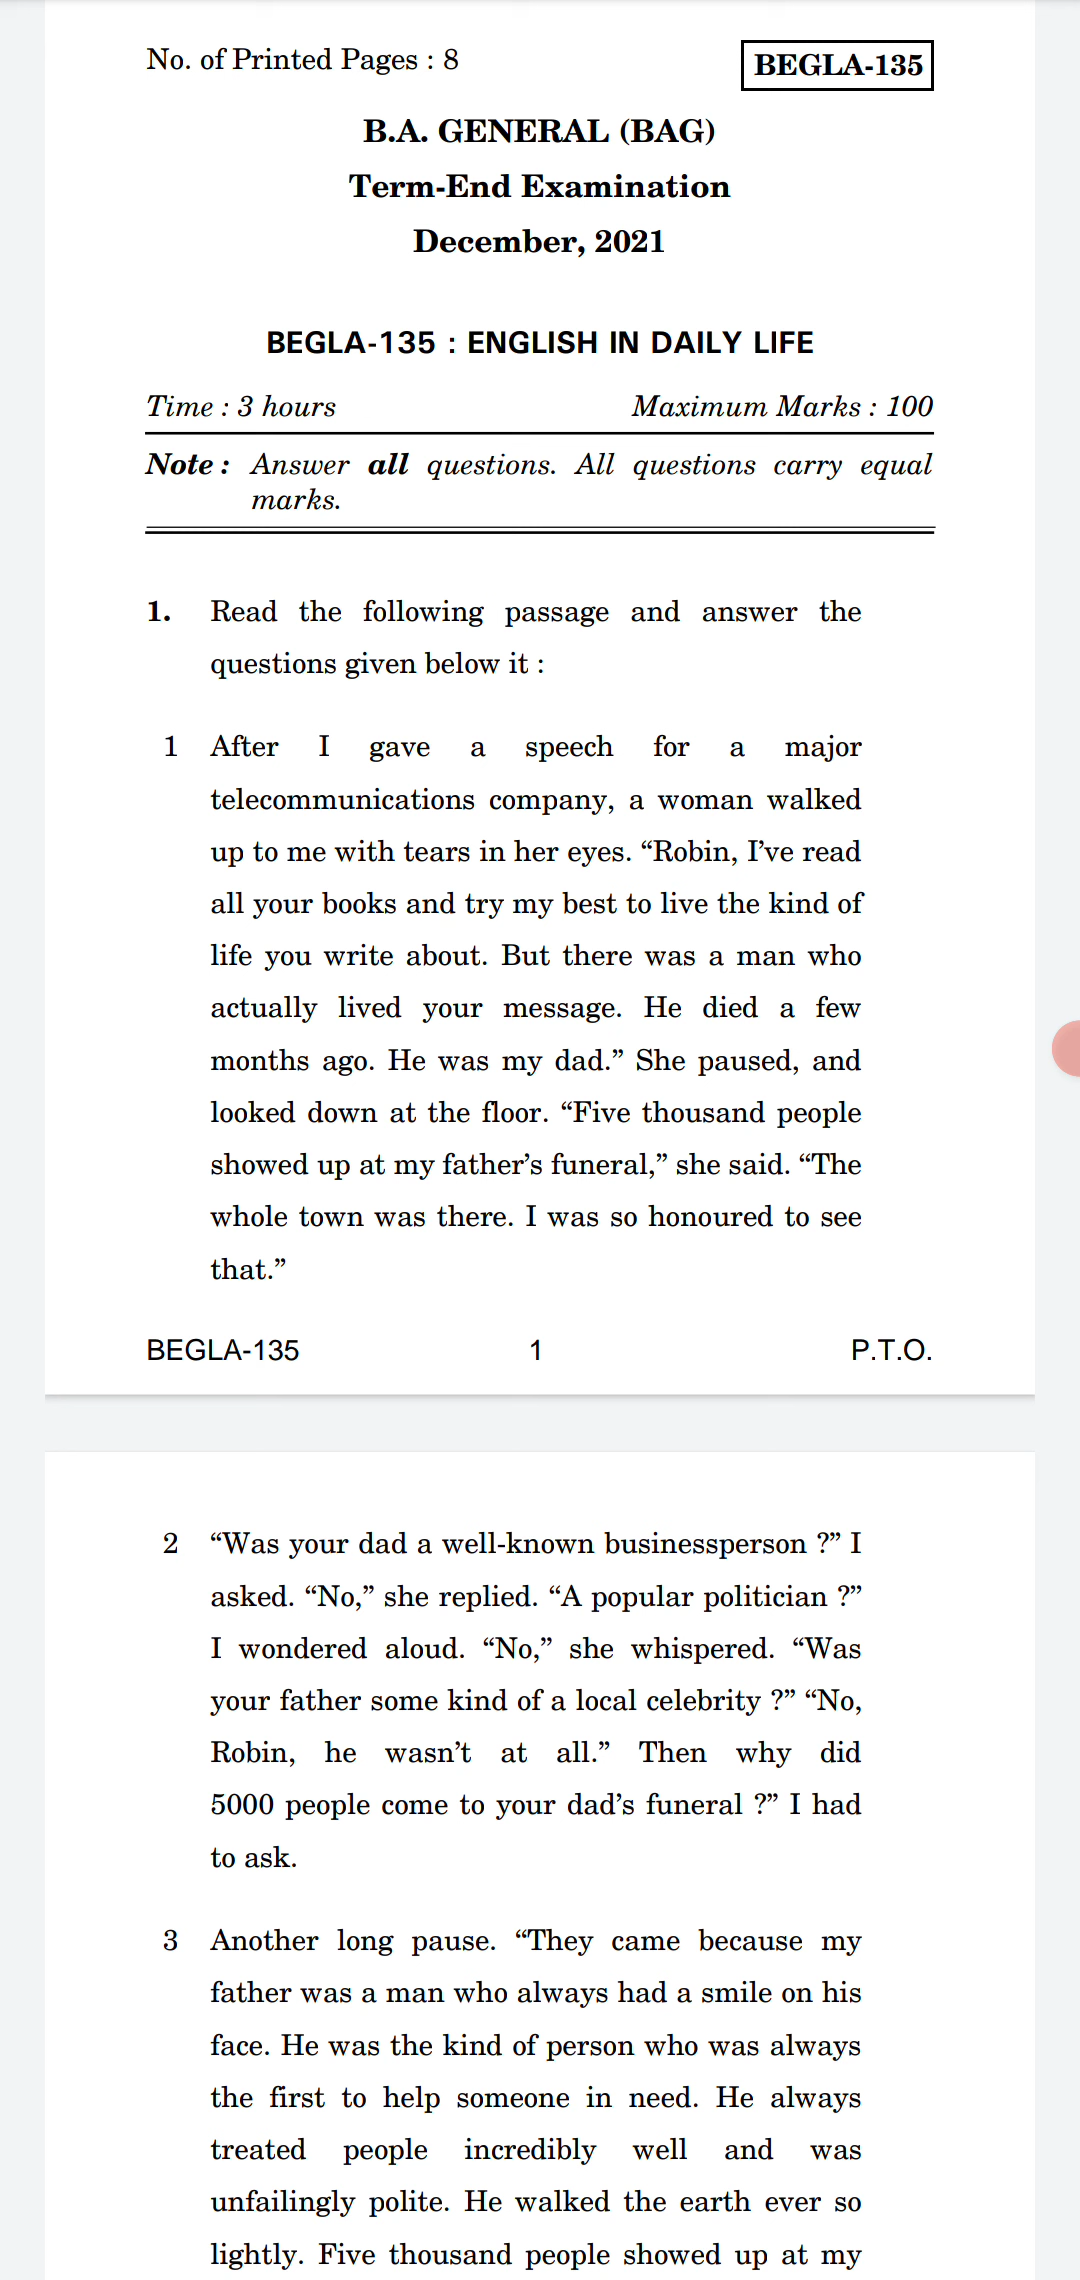 No. of Printed Pages : 8
BEGLA-135
B.A. GENERAL (BAG)
Term-End Examination
December, 2021
BEGLA-135 : ENGLISH IN DAILY LIFE
Time : 3 hours Maximum Marks : 100
Note : Answer all questions. All questions carry equal
marks.
1. Read the following passage and answer the
questions given below it :
1 After I gave a speech for a major
telecommunications company, a woman walked
up to me with tears in her eyes. “Robin, I’ve read
all your books and try my best to live the kind of
life you write about. But there was a man who
actually lived your message. He died a few
months ago. He was my dad.” She paused, and
looked down at the floor. “Five thousand people
showed up at my father’s funeral,” she said. “The
whole town was there. I was so honoured to see
that.”
BEGLA-135 1 P.T.O.
2 “Was your dad a well-known businessperson ?” I
asked. “No,” she replied. “A popular politician ?”
I wondered aloud. “No,” she whispered. “Was
your father some kind of a local celebrity ?” “No,
Robin, he wasn’t at all.” Then why did
5000 people come to your dad’s funeral ?” I had
to ask.
3 Another long pause. “They came because my
father was a man who always had a smile on his
face. He was the kind of person who was always
the first to help someone in need. He always
treated people incredibly well and was
unfailingly polite. He walked the earth ever so
lightly. Five thousand people showed up at my